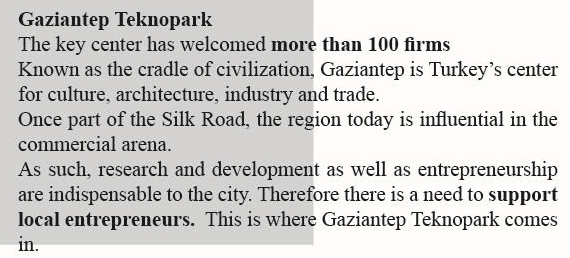 Gaziantep Teknopark
The key center has welcomed more than 100 firms
Known as the cradle of civilization, Gaziantep is Turkey’s center
for culture, architecture, industry and trade.
Once part of the Silk Road, the region today is influential in the
commercial arena.
As such, research and development as well as entrepreneurship
are indispensable to the city. Therefore there is a need to support
local entrepreneurs.  This is where Gaziantep Teknopark comes
in.